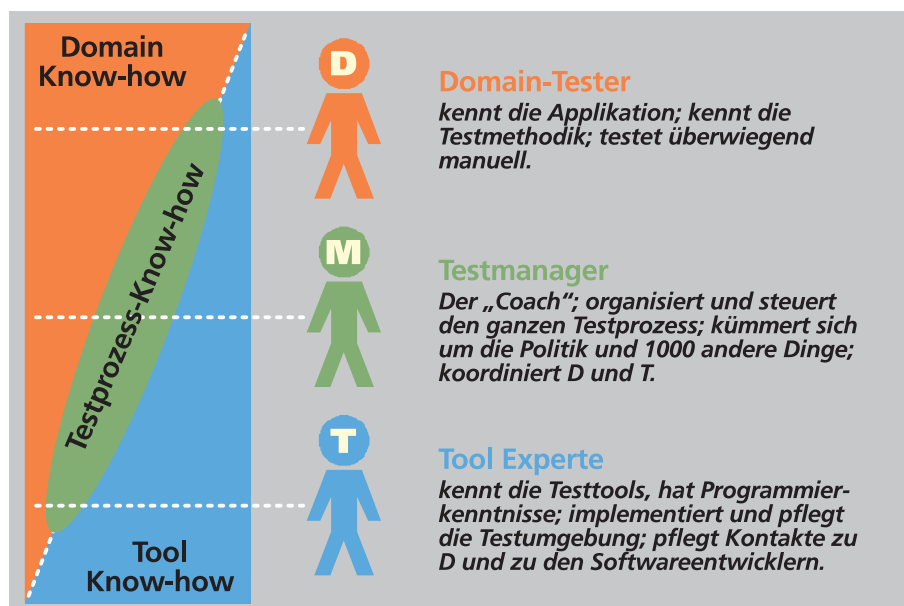 Domain
Know-how
Testprozess-Know-how
Tool
Know-how
D
Domain-Tester
kennt die Applikation; kennt die
Testmethodik; testet überwiegend
manuell.
M
Testmanager
Der „Coach“; organisiert und steuert
den ganzen Testprozess; kümmert sich
um die Politik und 1000 andere Dinge;
koordiniert D und T.
T
Tool Experte
kennt die Testtools, hat Programmier-
kenntnisse; implementiert und pflegt
die Testumgebung; pflegt Kontakte zu
D und zu den Softwareentwicklern.